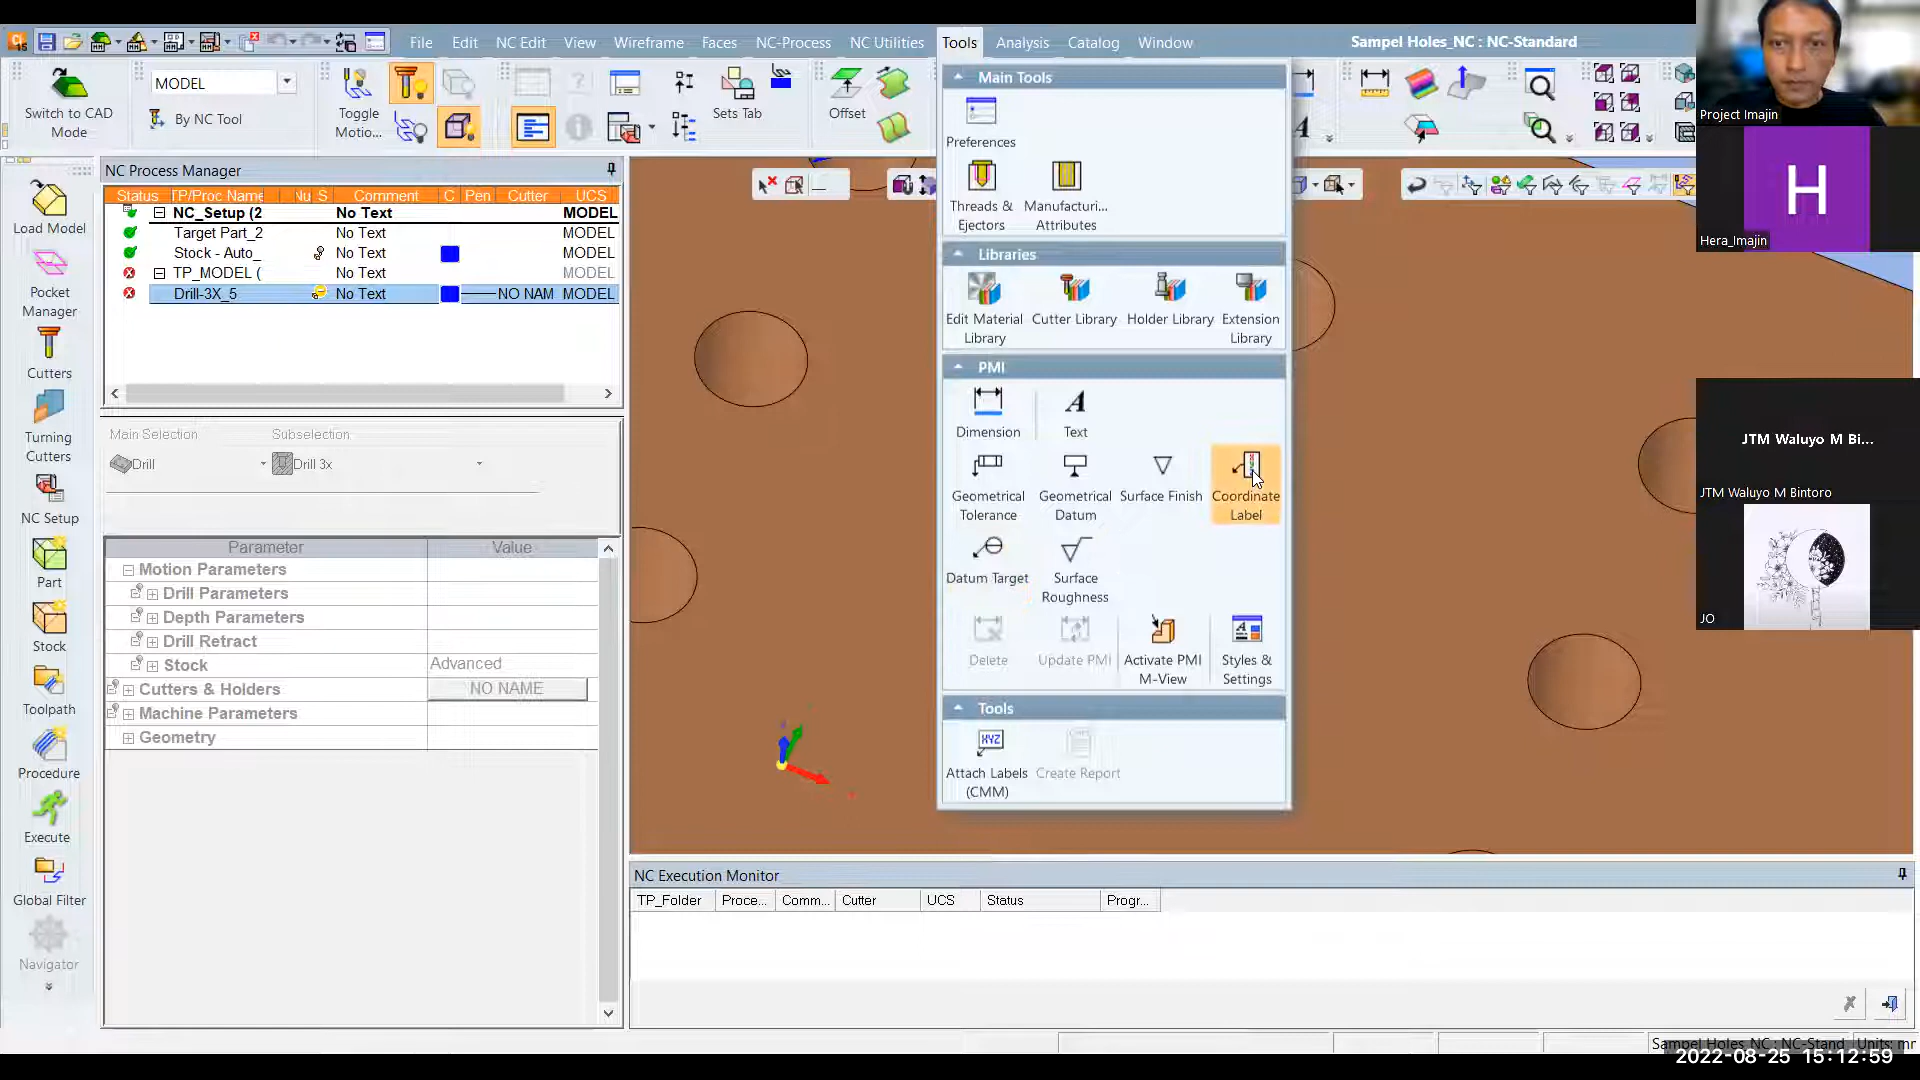 File Edit NC Edit View Wireframe Faces NC-Process NC Utilities Tools Analysis Catalog Window Sampel Holes_NC : NC-Standard
15
Switch to CAD Mode
MODEL
By NC Tool
Toggle Motio...
Sets Tab
Offset
Load Model
Pocket Manager
Cutters
Turning Cutters
NC Setup
Part
Stock
Toolpath
Procedure
Execute
Global Filter
Navigator
NC Process Manager
Status TP/Proc Name Nu S Comment C Pen Cutter UCS
NC_Setup (2 No Text MODEL
Target Part_2 No Text MODEL
Stock - Auto_ No Text MODEL
TP_MODEL ( No Text MODEL
Drill-3X_5 No Text NO NAM MODEL
Main Selection Subselection
Drill Drill 3x
Parameter Value
Motion Parameters
Drill Parameters
Depth Parameters
Drill Retract
Stock Advanced
Cutters & Holders NO NAME
Machine Parameters
Geometry
Main Tools
Preferences
Threads & Ejectors
Manufacturi... Attributes
Libraries
Edit Material Library
Cutter Library
Holder Library
Extension Library
PMI
Dimension
Text
Geometrical Tolerance
Geometrical Datum
Surface Finish
Coordinate Label
Datum Target
Surface Roughness
Delete
Update PMI
Activate PMI M-View
Styles & Settings
Tools
XYZ
Attach Labels (CMM)
Create Report
NC Execution Monitor
TP_Folder Proce... Comm... Cutter UCS Status Progr...
Project Imajin
H
Hera_Imajin
JTM Waluyo M Bi...
JTM Waluyo M Bintoro
JO
Sampel Holes_NC : NC-Stand Units: mm
2022-08-25 15:12:59